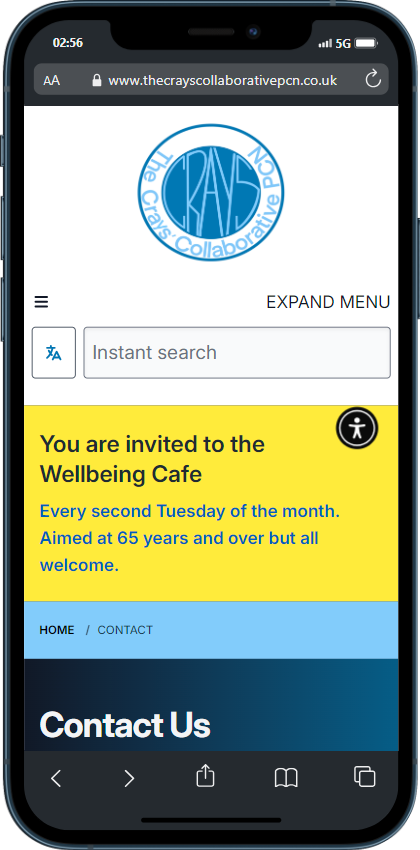 02:56
5G
AA
www.thecrayscollaborativepcn.co.uk
CRAYS
The Crays' Collaborative PCN
EXPAND MENU
Instant search
You are invited to the
Wellbeing Cafe
Every second Tuesday of the month.
Aimed at 65 years and over but all
welcome.
HOME / CONTACT
Contact Us